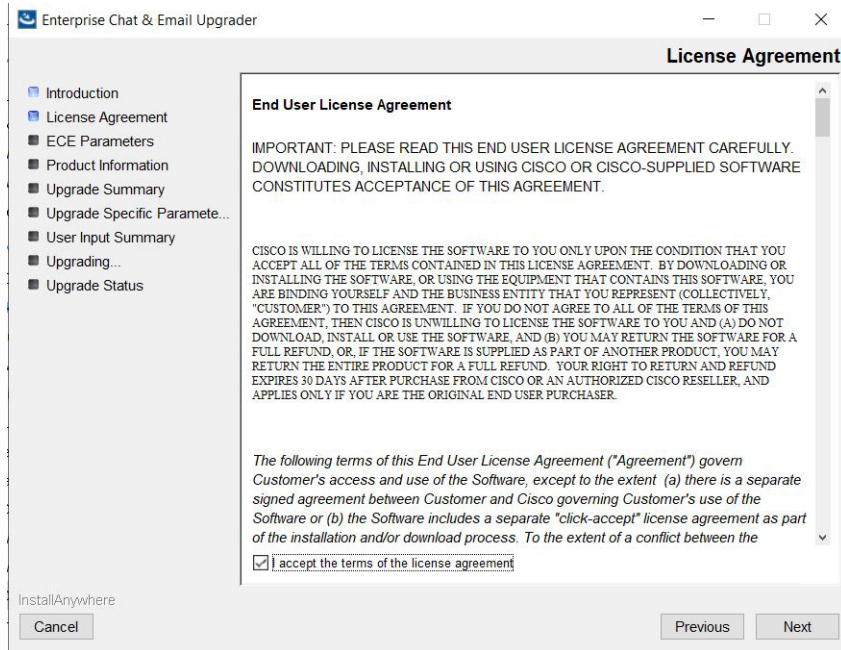 Enterprise Chat & Email Upgrader
License Agreement
Introduction
License Agreement
ECE Parameters
Product Information
Upgrade Summary
Upgrade Specific Paramete...
User Input Summary
Upgrading...
Upgrade Status
End User License Agreement
IMPORTANT: PLEASE READ THIS END USER LICENSE AGREEMENT CAREFULLY.
DOWNLOADING, INSTALLING OR USING CISCO OR CISCO-SUPPLIED SOFTWARE
CONSTITUTES ACCEPTANCE OF THIS AGREEMENT.
CISCO IS WILLING TO LICENSE THE SOFTWARE TO YOU ONLY UPON THE CONDITION THAT YOU
ACCEPT ALL OF THE TERMS CONTAINED IN THIS LICENSE AGREEMENT. BY DOWNLOADING OR
INSTALLING THE SOFTWARE, OR USING THE EQUIPMENT THAT CONTAINS THIS SOFTWARE, YOU
ARE BINDING YOURSELF AND THE BUSINESS ENTITY THAT YOU REPRESENT (COLLECTIVELY,
"CUSTOMER") TO THIS AGREEMENT. IF YOU DO NOT AGREE TO ALL OF THE TERMS OF THIS
AGREEMENT, THEN CISCO IS UNWILLING TO LICENSE THE SOFTWARE TO YOU AND (A) DO NOT
DOWNLOAD, INSTALL OR USE THE SOFTWARE, AND (B) YOU MAY RETURN THE SOFTWARE FOR A
FULL REFUND, OR, IF THE SOFTWARE IS SUPPLIED AS PART OF ANOTHER PRODUCT, YOU MAY
RETURN THE ENTIRE PRODUCT FOR A FULL REFUND. YOUR RIGHT TO RETURN AND REFUND
EXPIRES 30 DAYS AFTER PURCHASE FROM CISCO OR AN AUTHORIZED CISCO RESELLER, AND
APPLIES ONLY IF YOU ARE THE ORIGINAL END USER PURCHASER.
The following terms of this End User License Agreement ("Agreement") govern
Customer's access and use of the Software, except to the extent (a) there is a separate
signed agreement between Customer and Cisco governing Customer's use of the
Software or (b) the Software includes a separate "click-accept" license agreement as part
of the installation and/or download process. To the extent of a conflict between the
I accept the terms of the license agreement
InstallAnywhere
Cancel
Previous
Next